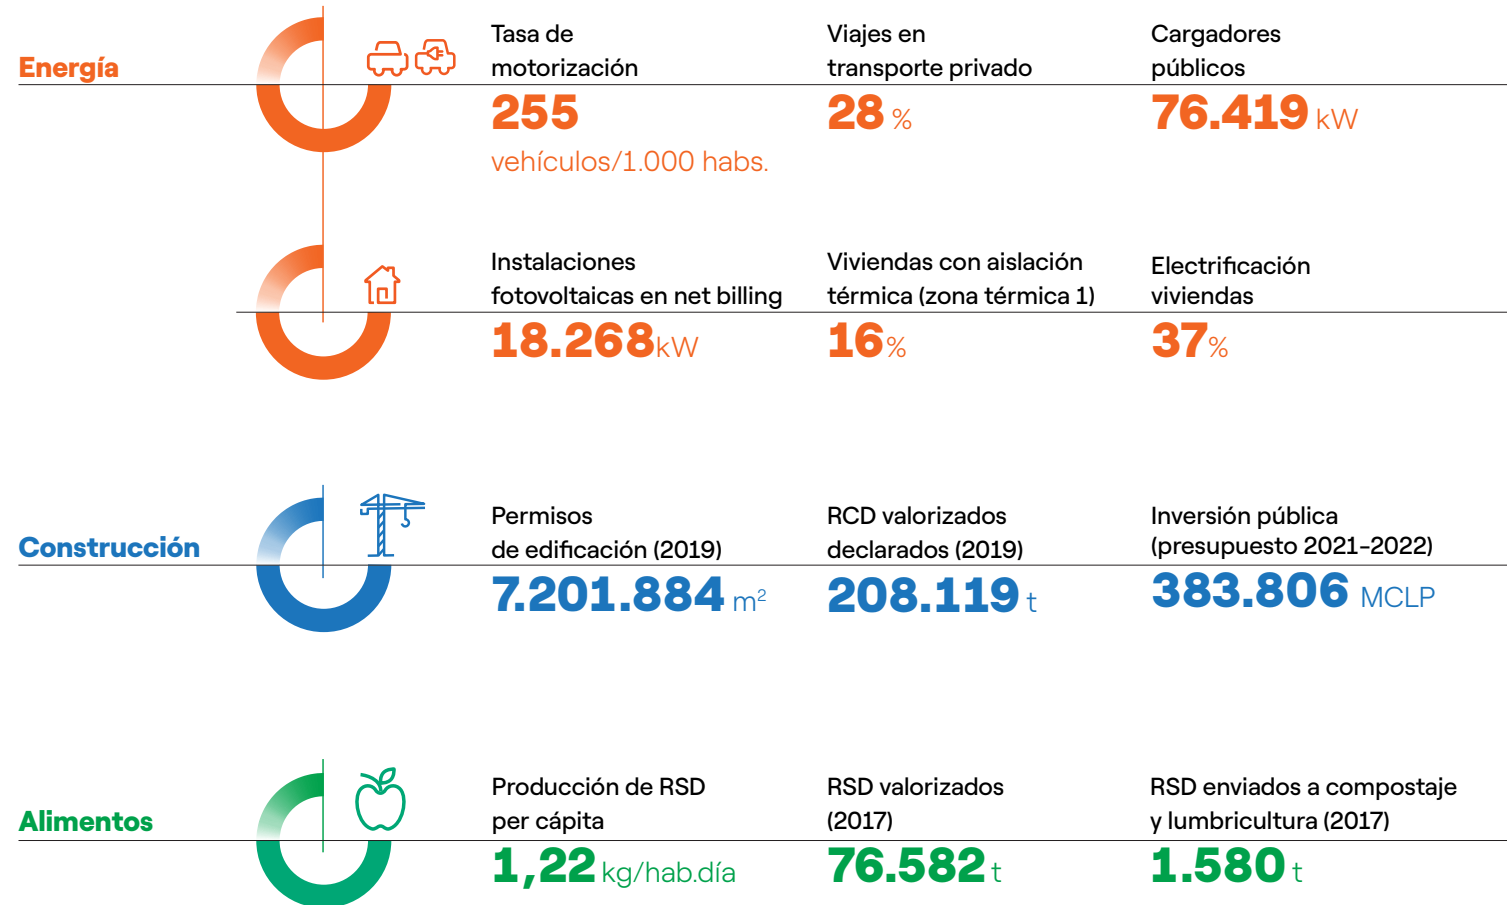 Energía
Tasa de
motorización
255
vehículos/1.000 habs.
Viajes en
transporte privado
28 %
Cargadores
públicos
76.419 kW
Instalaciones
fotovoltaicas en net billing
18.268kW
Viviendas con aislación
térmica (zona térmica 1)
16%
Electrificación
viviendas
37%
Construcción
Permisos
de edificación (2019)
7.201.884 m²
RCD valorizados
declarados (2019)
208.119 t
Inversión pública
(presupuesto 2021-2022)
383.806 MCLP
Alimentos
Producción de RSD
per cápita
1,22 kg/hab.día
RSD valorizados
(2017)
76.582 t
RSD enviados a compostaje
y lumbricultura (2017)
1.580 t